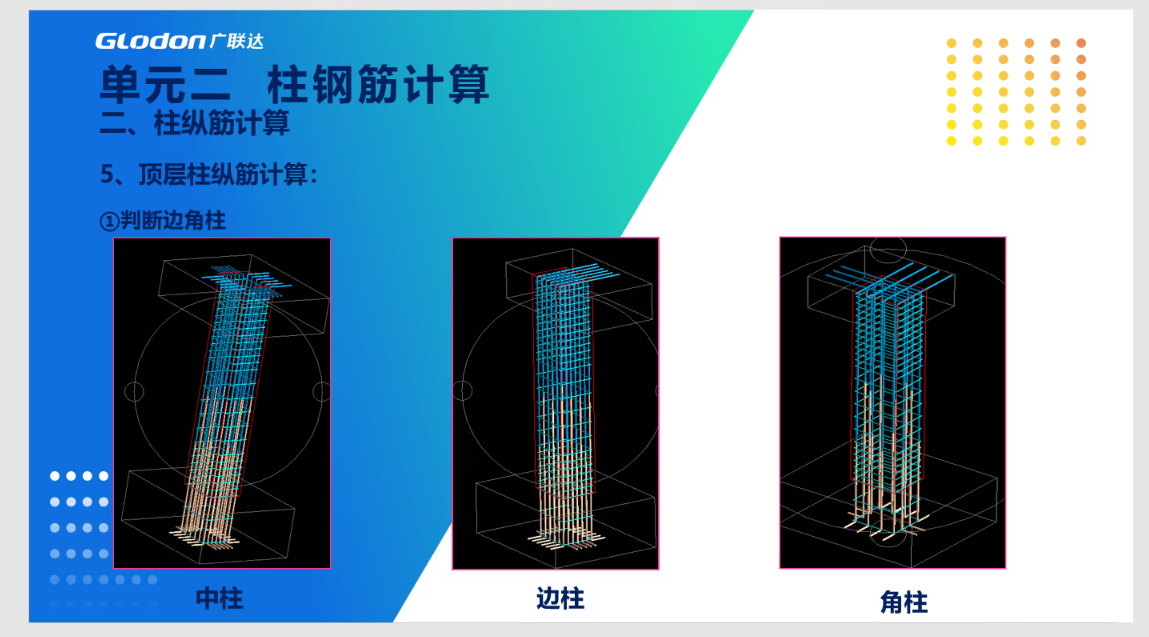 GLodon广联达
单元二 柱钢筋计算
二、柱纵筋计算
5、顶层柱纵筋计算：
①判断边角柱
中柱
边柱
角柱